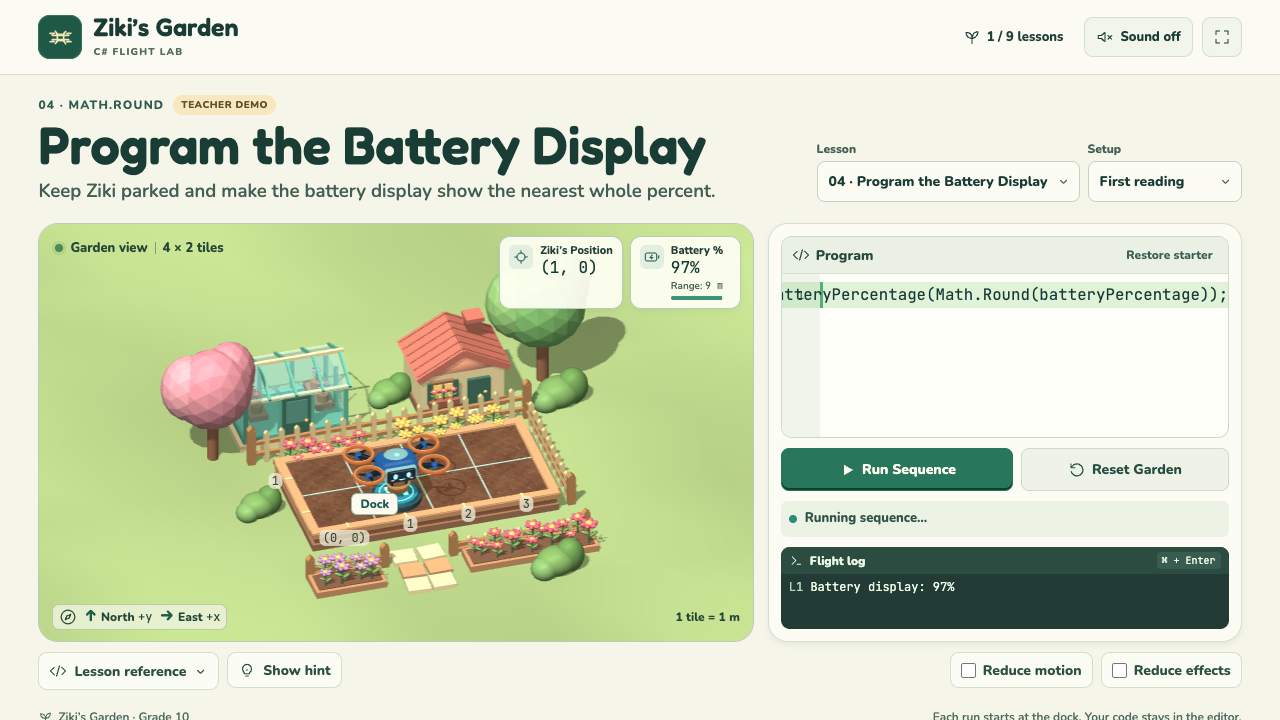 Ziki's Garden
C# FLIGHT LAB
1 / 9 lessons
Sound off
04 · MATH.ROUND
TEACHER DEMO
Program the Battery Display
Keep Ziki parked and make the battery display show the nearest whole percent.
Lesson
04 · Program the Battery Display
Setup
First reading
Garden view | 4 × 2 tiles
Ziki's Position
(1, 0)
Battery %
97%
Range: 9 m
1
Dock
(0, 0)
1
2
3
North +y
East +x
1 tile = 1 m
</> Program
Restore starter
atteryPercentage(Math.Round(batteryPercentage));
Run Sequence
Reset Garden
Running sequence...
Flight log
⌘ + Enter
L1 Battery display: 97%
</> Lesson reference
Show hint
Reduce motion
Reduce effects
Ziki's Garden · Grade 10
Each run starts at the dock. Your code stays in the editor.